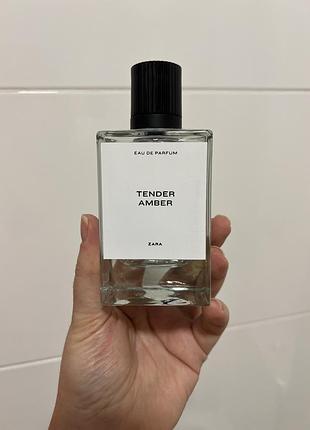 EAU DE PARFUM
TENDER
AMBER
ZARA